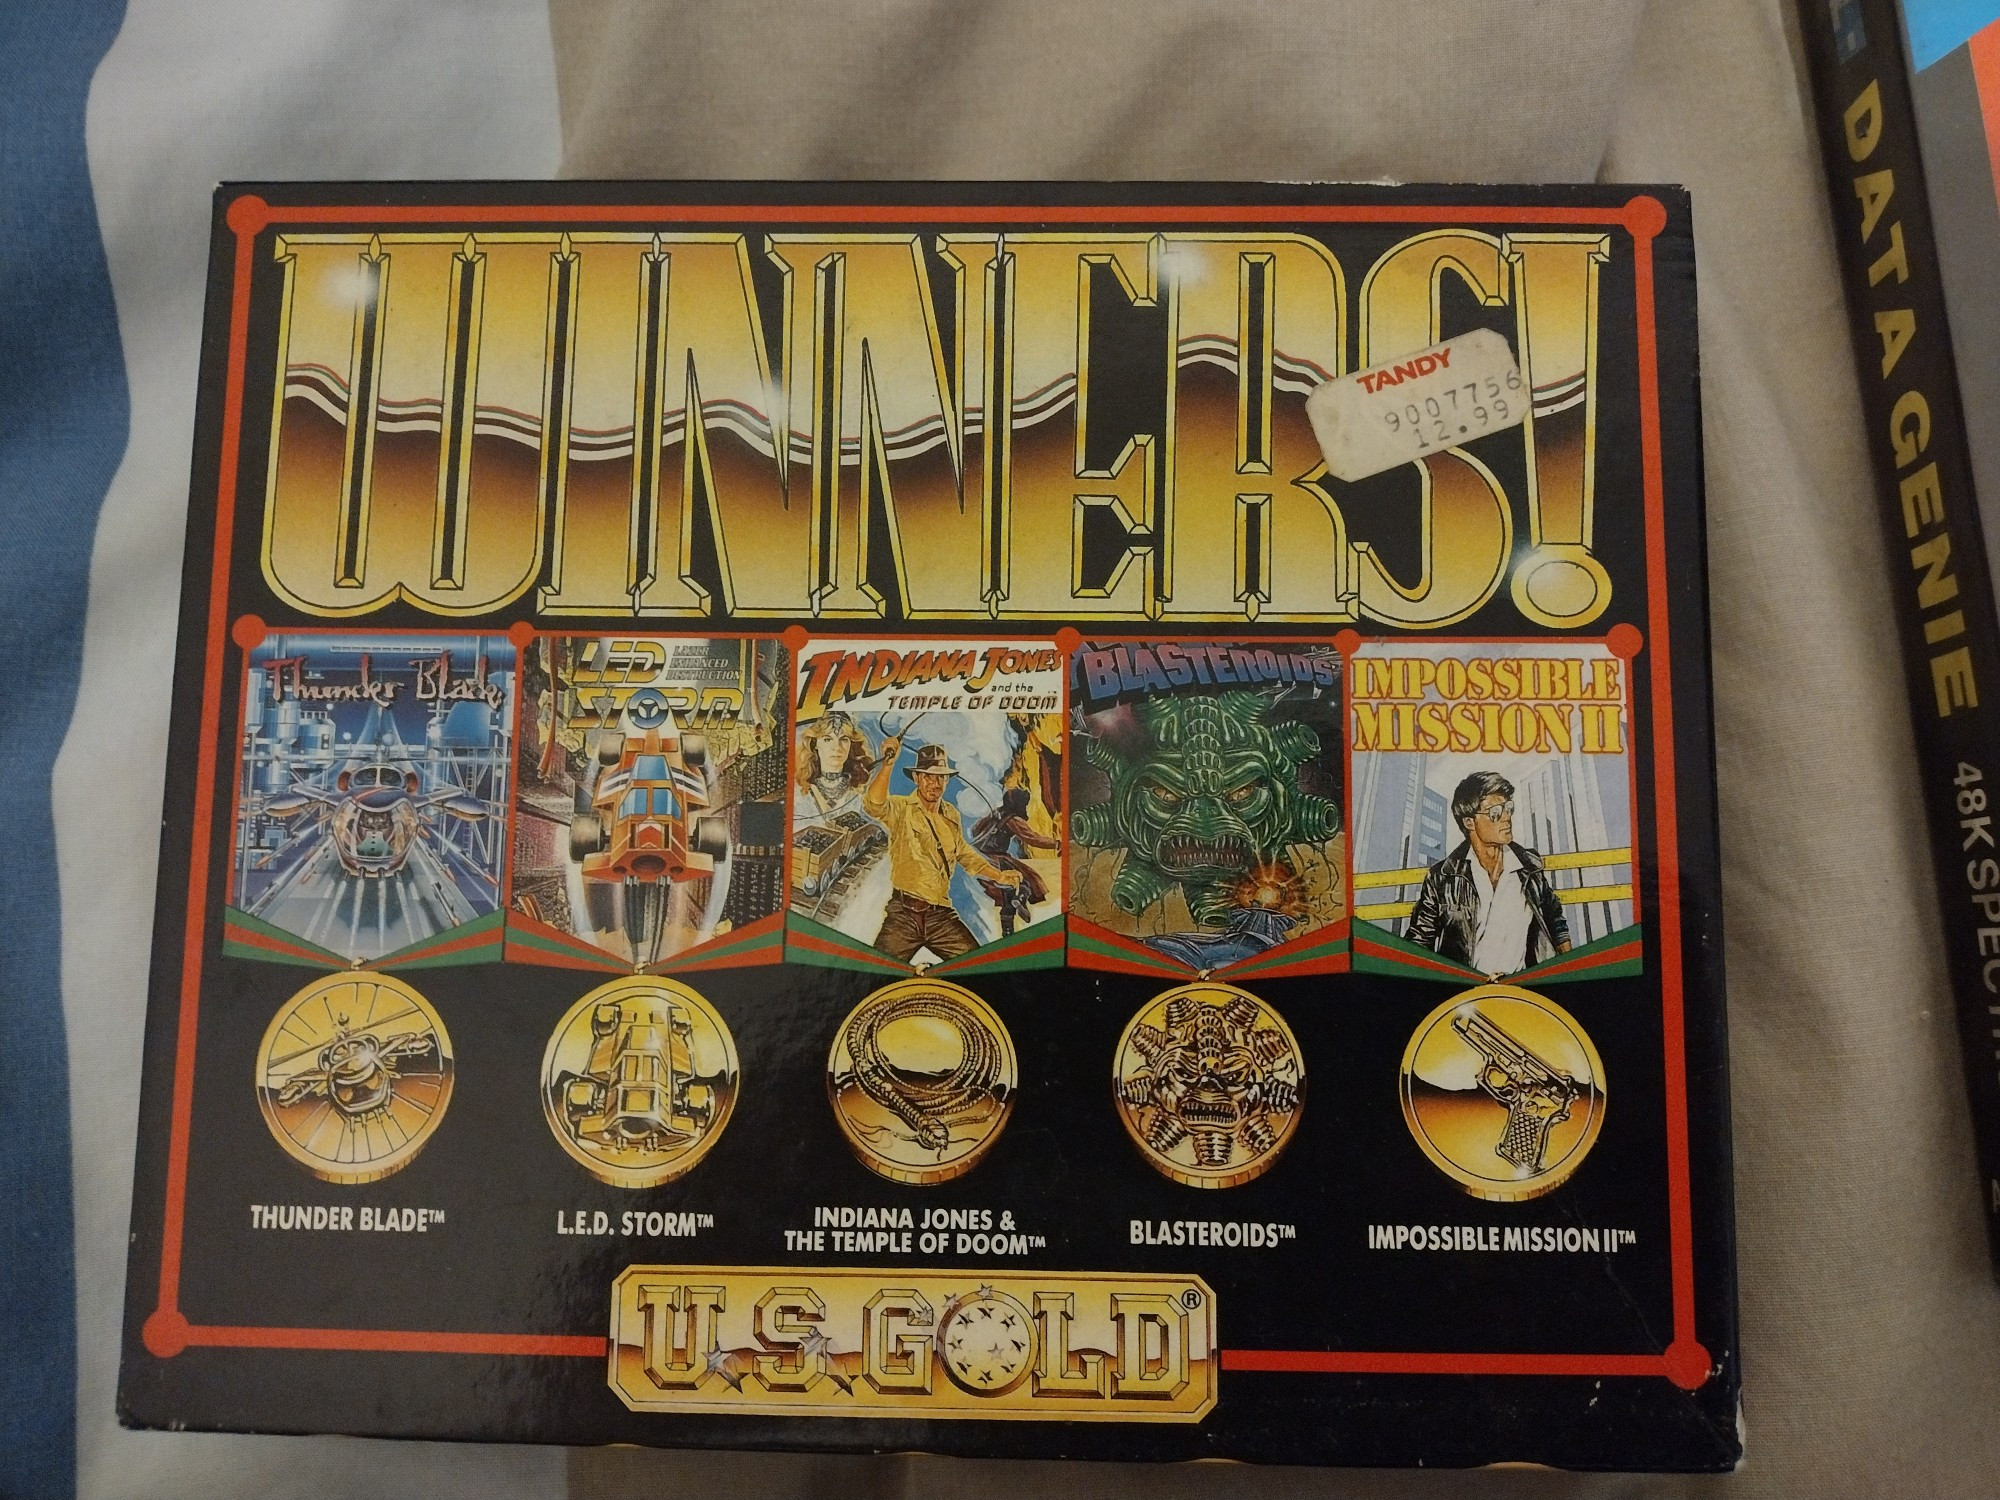 WINNERS!
TANDY
9007756
12.99
Thunder Blade
LED
STORM
LASER
ENHANCED
DESTRUCTION
INDIANA JONES
and the
TEMPLE OF DOOM
BLASTEROIDS
IMPOSSIBLE
MISSION II
THUNDER BLADE™
L.E.D. STORM™
INDIANA JONES &
THE TEMPLE OF DOOM™
BLASTEROIDS™
IMPOSSIBLE MISSION II™
U.S. GOLD®
DATA GENIE
48K